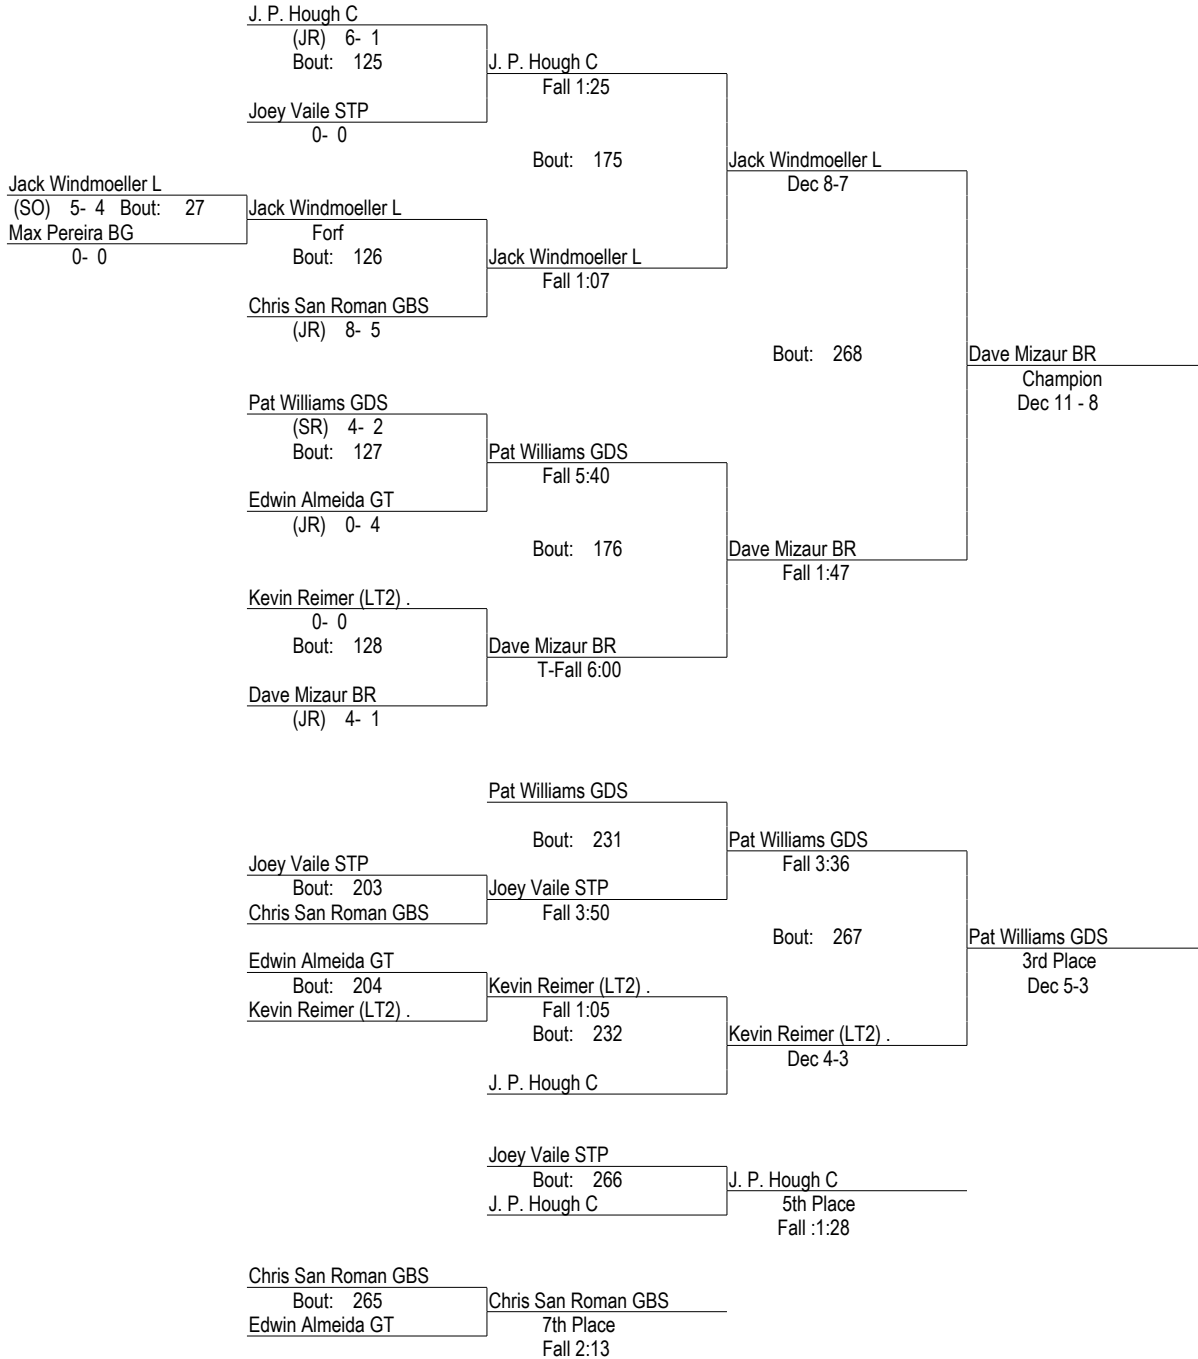 J. P. Hough C
(JR) 6- 1
Bout: 125
J. P. Hough C
Fall 1:25
Joey Vaile STP
0- 0
Bout: 175
Jack Windmoeller L
Dec 8-7
Jack Windmoeller L
(SO) 5- 4 Bout: 27
Max Pereira BG
0- 0
Jack Windmoeller L
Forf
Bout: 126
Jack Windmoeller L
Fall 1:07
Chris San Roman GBS
(JR) 8- 5
Bout: 268
Dave Mizaur BR
Champion
Dec 11 - 8
Pat Williams GDS
(SR) 4- 2
Bout: 127
Pat Williams GDS
Fall 5:40
Edwin Almeida GT
(JR) 0- 4
Bout: 176
Dave Mizaur BR
Fall 1:47
Kevin Reimer (LT2) .
0- 0
Bout: 128
Dave Mizaur BR
T-Fall 6:00
Dave Mizaur BR
(JR) 4- 1
Pat Williams GDS
Bout: 231
Pat Williams GDS
Fall 3:36
Joey Vaile STP
Bout: 203
Joey Vaile STP
Chris San Roman GBS
Fall 3:50
Bout: 267
Pat Williams GDS
3rd Place
Dec 5-3
Edwin Almeida GT
Bout: 204
Kevin Reimer (LT2) .
Kevin Reimer (LT2) .
Fall 1:05
Bout: 232
Kevin Reimer (LT2) .
Dec 4-3
J. P. Hough C
Joey Vaile STP
Bout: 266
J. P. Hough C
J. P. Hough C
5th Place
Fall :1:28
Chris San Roman GBS
Bout: 265
Chris San Roman GBS
Edwin Almeida GT
7th Place
Fall 2:13